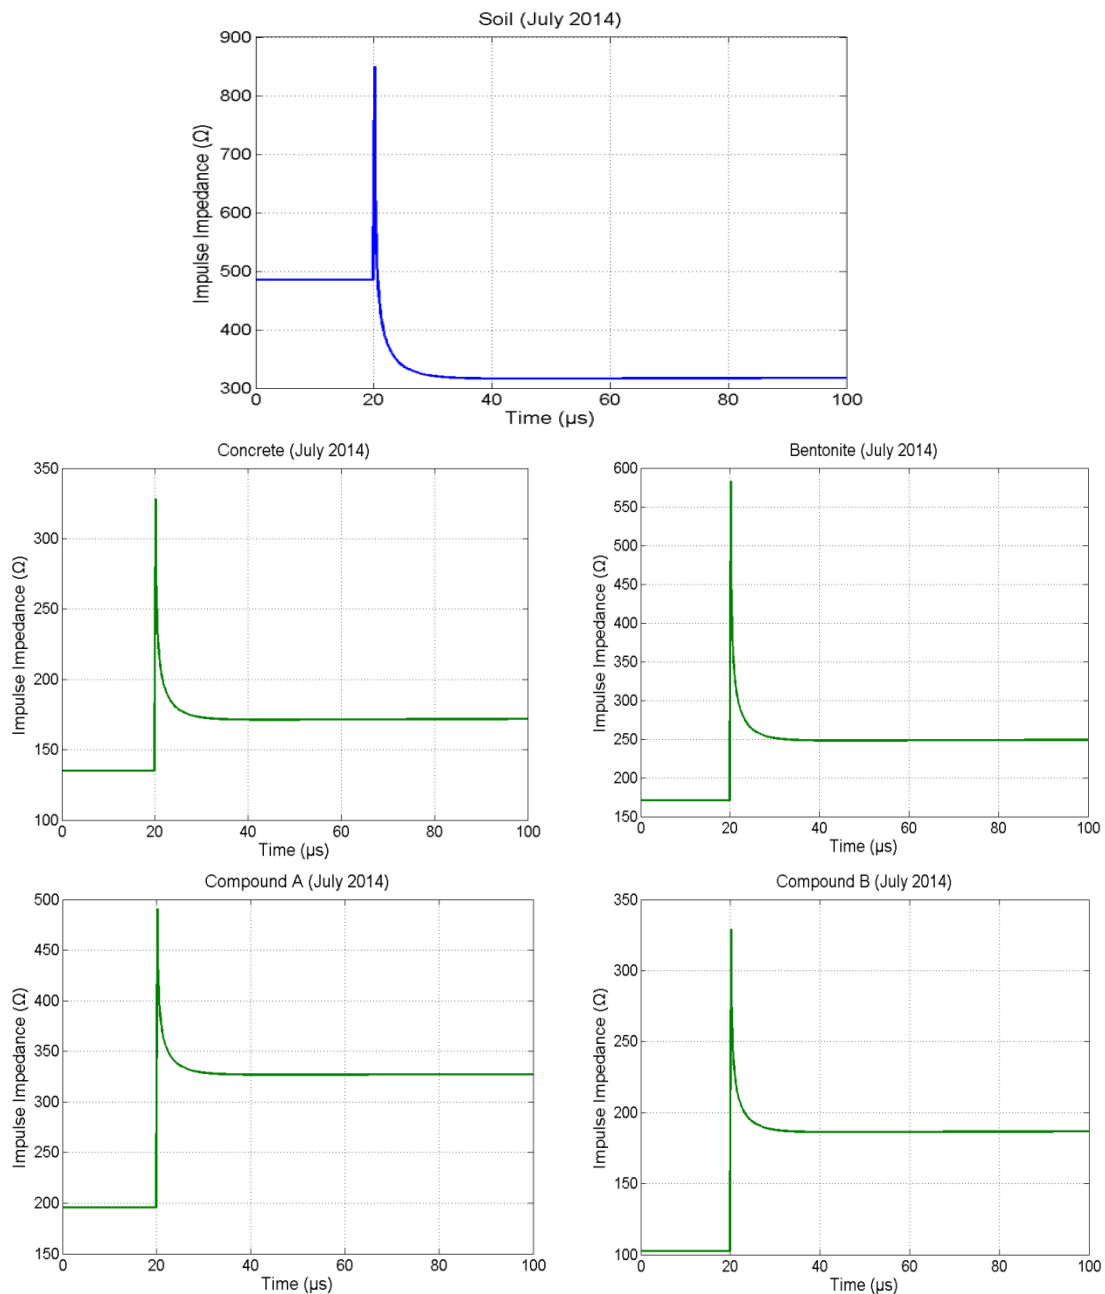 Soil (July 2014)
Impulse Impedance (Ω)
900
800
700
600
500
400
300
0 20 40 60 80 100
Time (µs)
Concrete (July 2014)
Impulse Impedance (Ω)
350
300
250
200
150
100
0 20 40 60 80 100
Time (µs)
Bentonite (July 2014)
Impulse Impedance (Ω)
600
550
500
450
400
350
300
250
200
150
0 20 40 60 80 100
Time (µs)
Compound A (July 2014)
Impulse Impedance (Ω)
500
450
400
350
300
250
200
150
0 20 40 60 80 100
Time (µs)
Compound B (July 2014)
Impulse Impedance (Ω)
350
300
250
200
150
100
0 20 40 60 80 100
Time (µs)